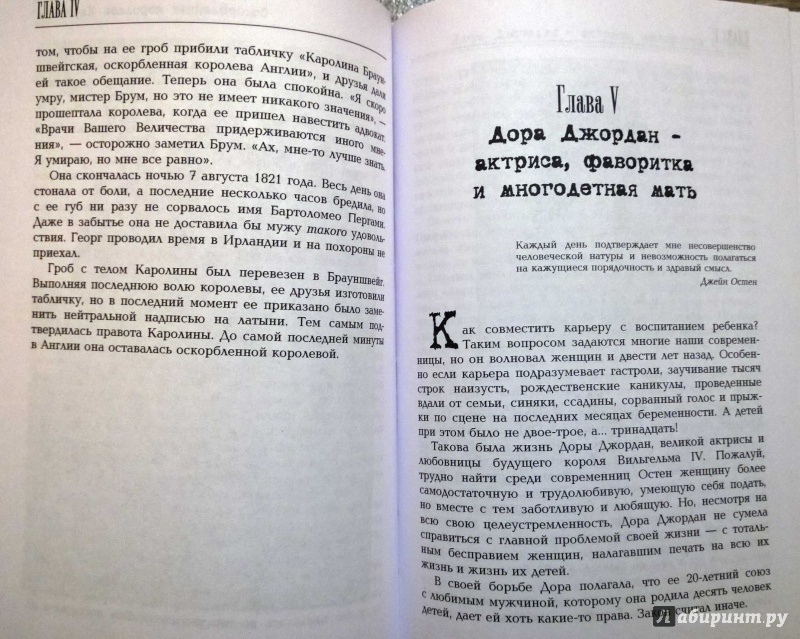 ГЛАВА IV
том, чтобы на ее гроб прибили табличку «Каролина Браун-
швейгская, оскорбленная королева Англии», и друзья дали
ей такое обещание. Теперь она была спокойна. «Я скоро
умру, мистер Брум, но это не имеет никакого значения», —
прошептала королева, когда ее пришел навестить адвокат.
«Врачи Вашего Величества придерживаются иного мне-
ния», — осторожно заметил Брум. «Ах, мне-то лучше знать.
Я умираю, но мне все равно».
Она скончалась ночью 7 августа 1821 года. Весь день она
стонала от боли, а последние несколько часов бредила, но
с ее губ ни разу не сорвалось имя Бартоломео Пергами.
Даже в забытье она не доставила бы мужу такого удоволь-
ствия. Георг проводил время в Ирландии и на похороны не
приехал.
Гроб с телом Каролины был перевезен в Брауншвейг.
Выполняя последнюю волю королевы, ее друзья изготовили
табличку, но в последний момент ее приказано было заме-
нить нейтральной надписью на латыни. Тем самым под-
твердилась правота Каролины. До самой последней минуты
в Англии она оставалась оскорбленной королевой.
Глава V
Дора Джордан -
актриса, фаворитка
и многодетная мать
Каждый день подтверждает мне несовершенство
человеческой натуры и невозможность полагаться
на кажущиеся порядочность и здравый смысл.
Джейн Остен
Как совместить карьеру с воспитанием ребенка?
Таким вопросом задаются многие наши современ-
ницы, но он волновал женщин и двести лет назад. Особен-
но если карьера подразумевает гастроли, заучивание тысяч
строк наизусть, рождественские каникулы, проведенные
вдали от семьи, синяки, ссадины, сорванный голос и прыж-
ки по сцене на последних месяцах беременности. А детей
при этом было не двое-трое, а... тринадцать!
Такова была жизнь Доры Джордан, великой актрисы и
любовницы будущего короля Вильгельма IV. Пожалуй,
трудно найти среди современниц Остен женщину более
самодостаточную и трудолюбивую, умеющую себя подать,
но вместе с тем заботливую и любящую. Но, несмотря на
всю свою целеустремленность, Дора Джордан не сумела
справиться с главной проблемой своей жизни — с тоталь-
ным бесправием женщин, налагавшим печать на всю их
жизнь и жизнь их детей.
В своей борьбе Дора полагала, что ее 20-летний союз
с любимым мужчиной, которому она родила десять человек
детей, дает ей хоть какие-то права. Закон считал иначе.
Лабиринт.ру